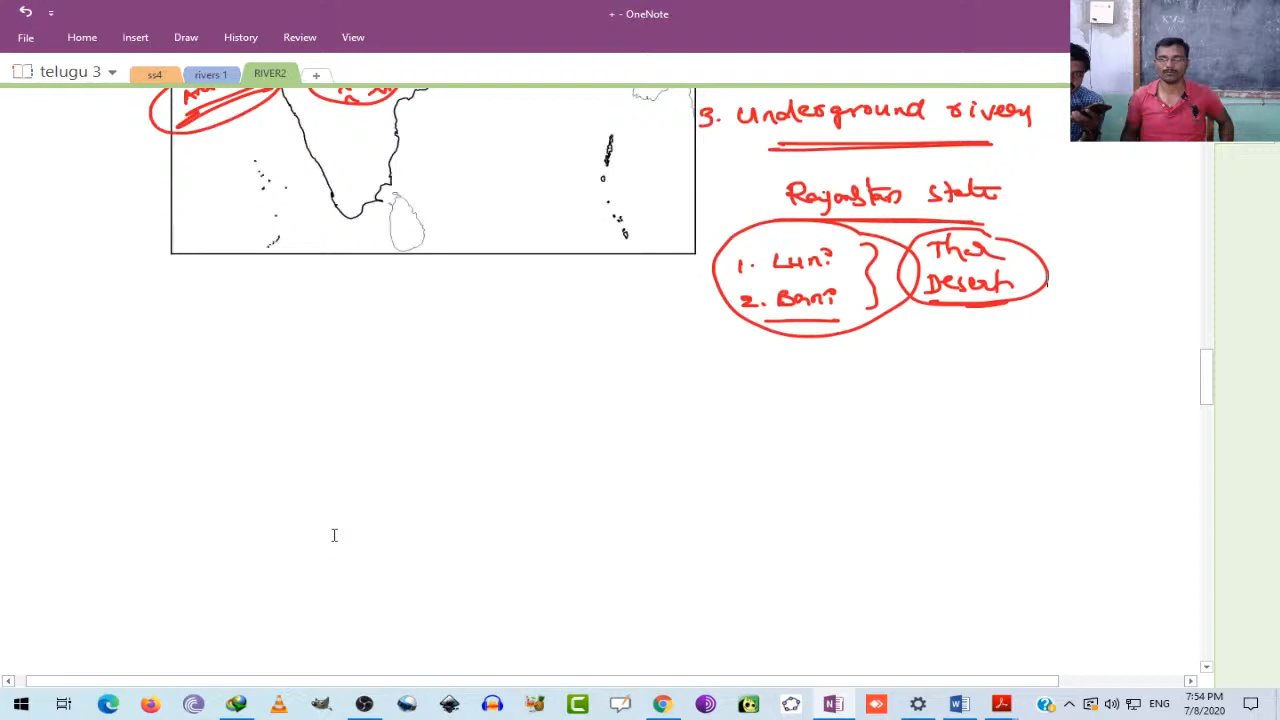 + - OneNote
File Home Insert Draw History Review View
telugu 3 ss4 rivers 1 RIVER2 +
3. Underground rivers
Rajasthan State
1. Luni
2. Bani
Thar
Desert
ENG
7:54 PM
7/8/2020